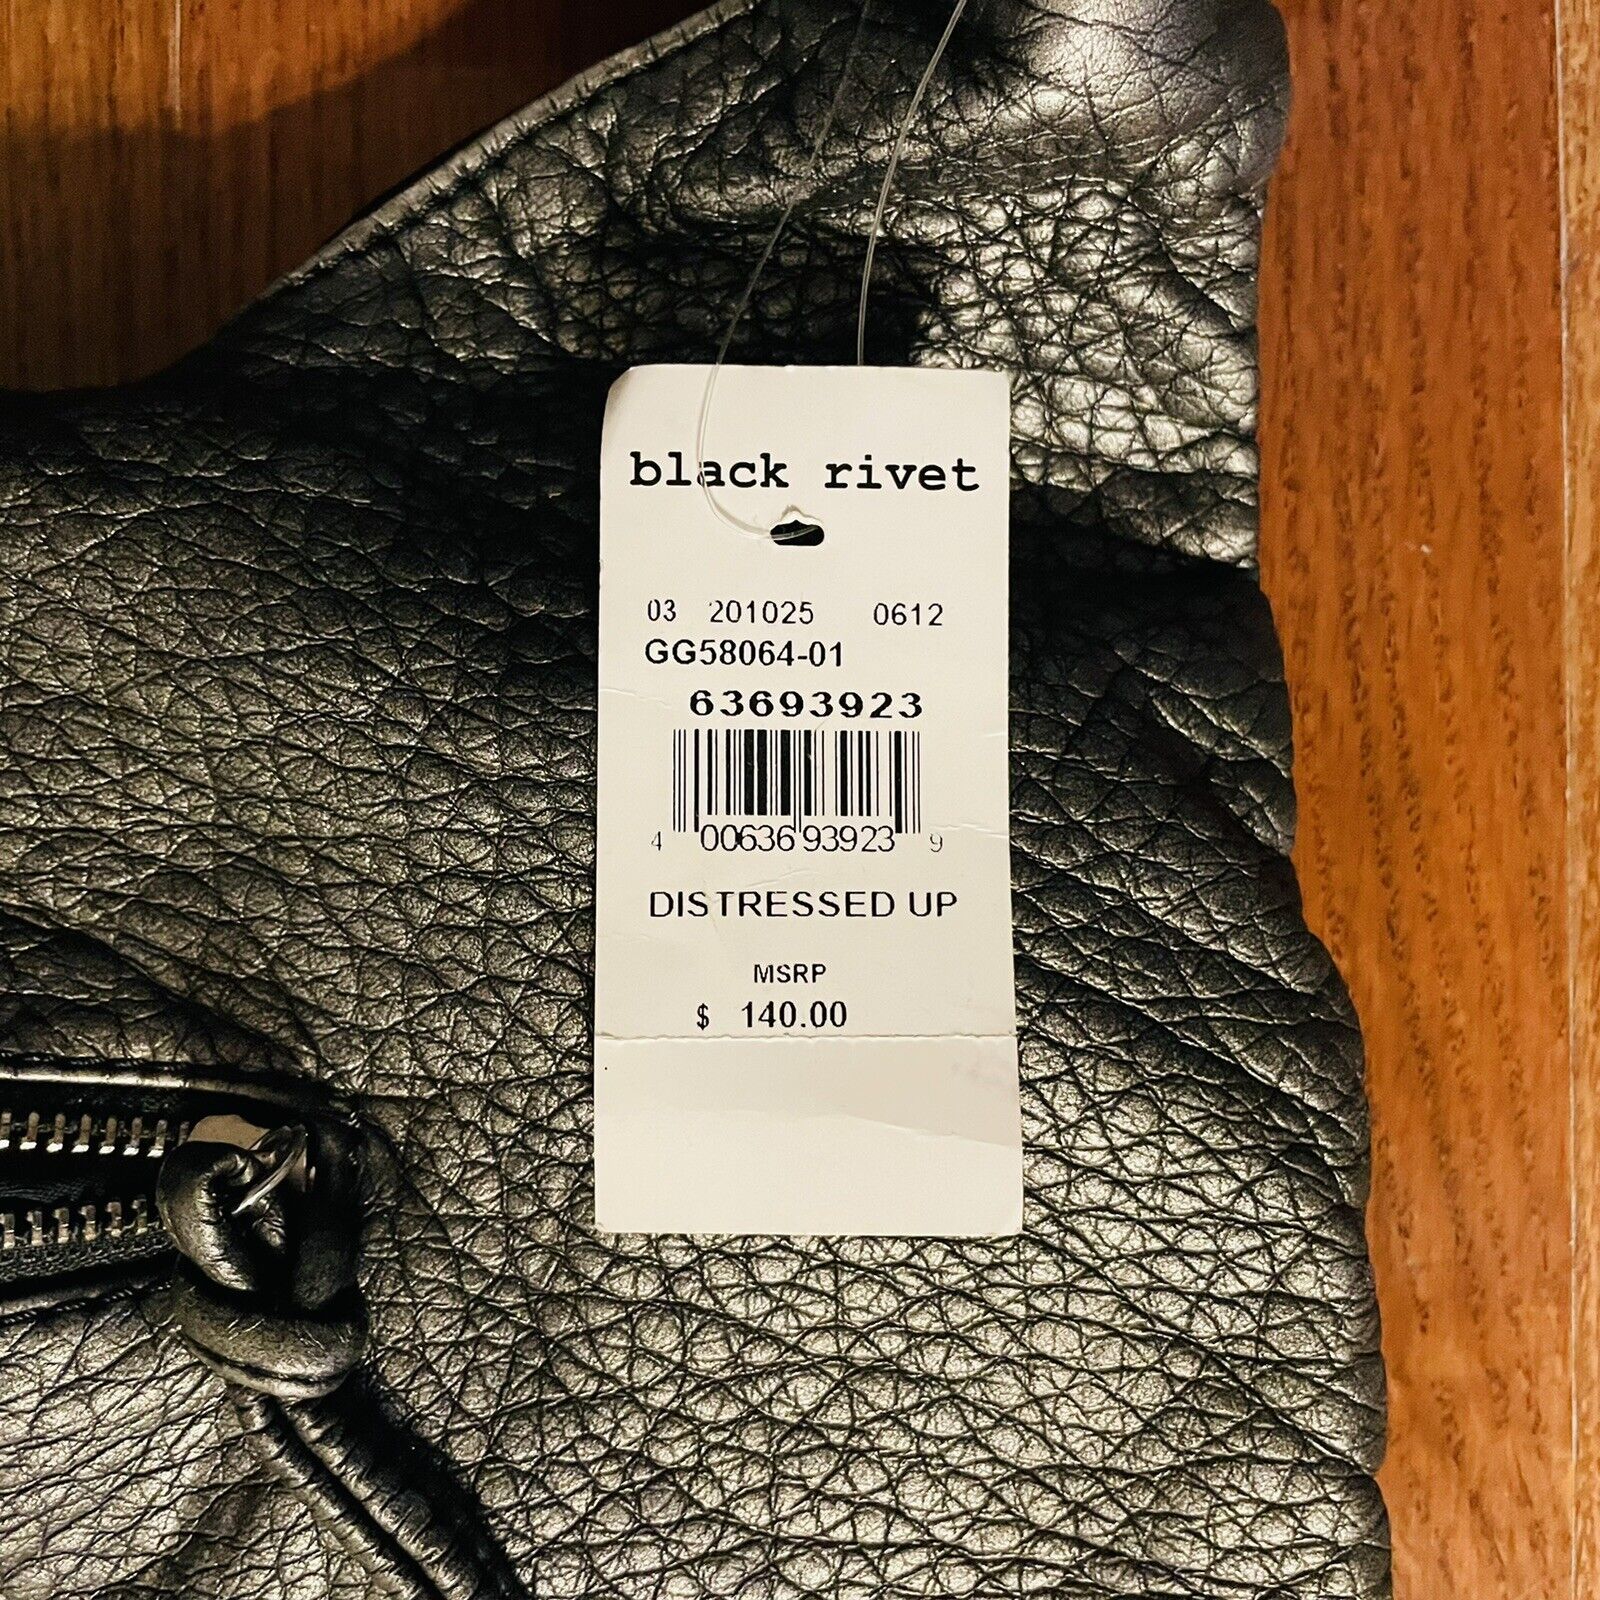 black rivet
03 201025 0612
GG58064-01
63693923
4 00636 93923 9
DISTRESSED UP
MSRP
$ 140.00